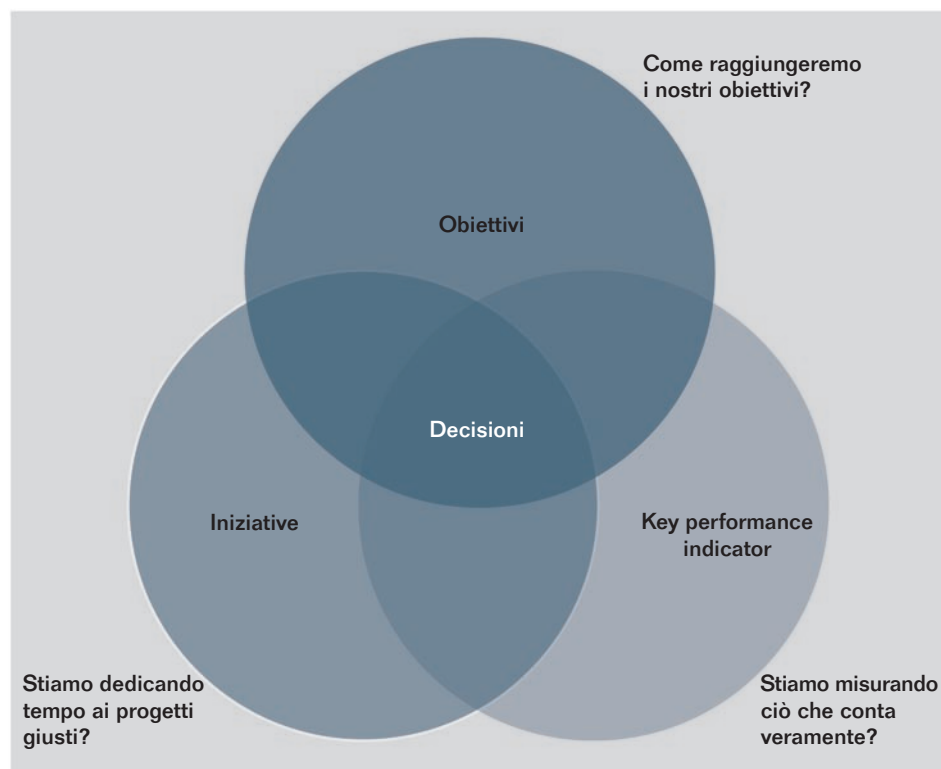 Come raggiungeremo
i nostri obiettivi?
Obiettivi
Decisioni
Iniziative
Key performance
indicator
Stiamo dedicando
tempo ai progetti
giusti?
Stiamo misurando
ciò che conta
veramente?